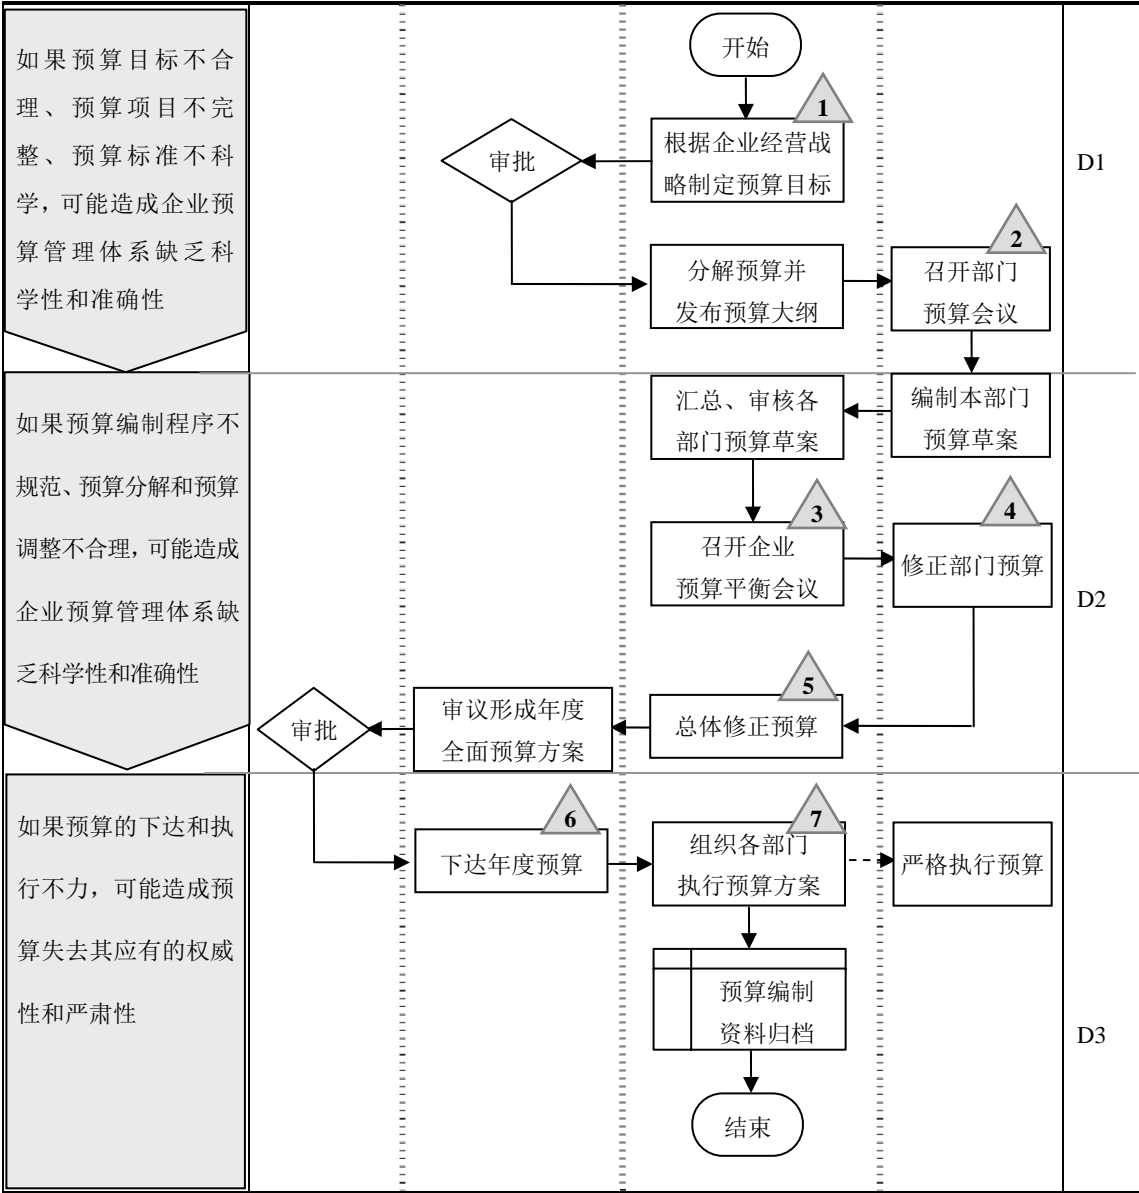 如果预算目标不合
理、预算项目不完
整、预算标准不科
学，可能造成企业预
算管理体系缺乏科
学性和准确性
开始
1
根据企业经营战
略制定预算目标
审批
D1
分解预算并
发布预算大纲
2
召开部门
预算会议
如果预算编制程序不
规范、预算分解和预算
调整不合理，可能造成
企业预算管理体系缺
乏科学性和准确性
编制本部门
预算草案
汇总、审核各
部门预算草案
3
召开企业
预算平衡会议
4
修正部门预算
D2
5
总体修正预算
审议形成年度
全面预算方案
审批
如果预算的下达和执
行不力，可能造成预
算失去其应有的权威
性和严肃性
6
下达年度预算
7
组织各部门
执行预算方案
严格执行预算
预算编制
资料归档
D3
结束